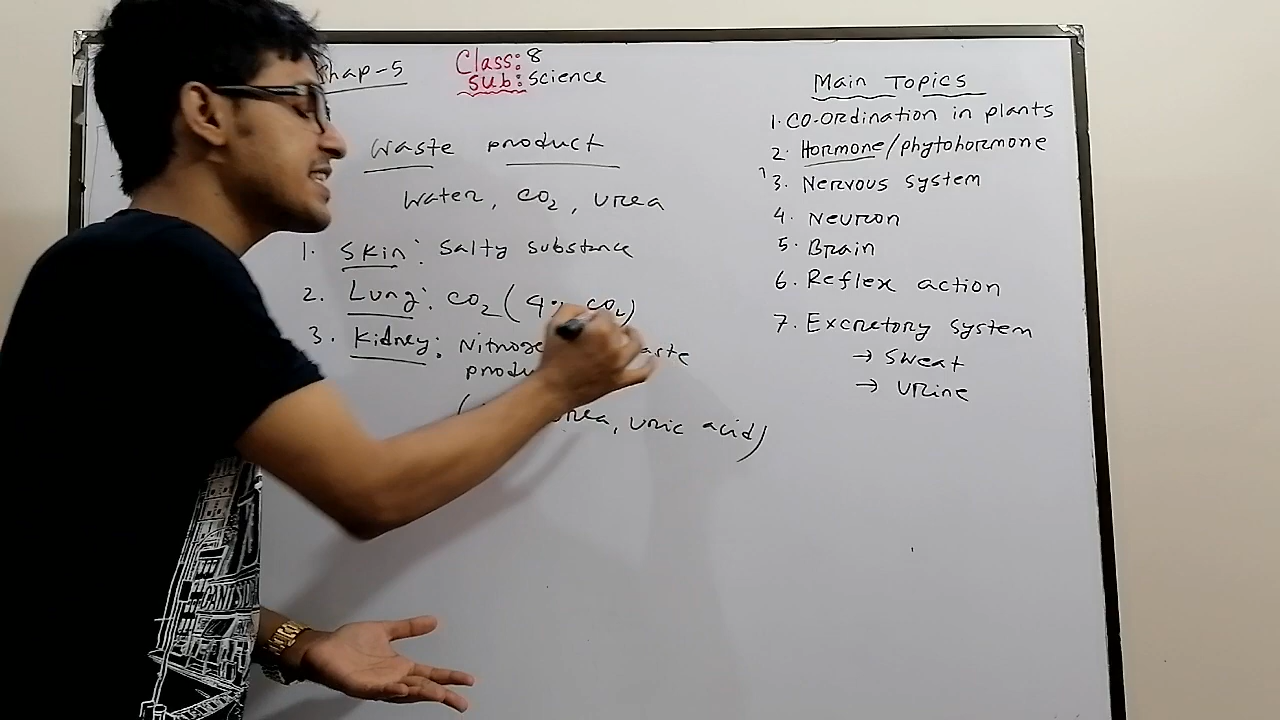 hap-5
Class: 8
Sub: Science
waste product
water, CO2, urea
1. Skin: Salty substance
2. Lung: CO2 (4% CO2)
3. Kidney: Nitroge
produ
urea, uric acid)
Main Topics
1. CO-Ordination in plants
2. Hormone/phytohormone
3. Nervous system
4. Neuron
5. Brain
6. Reflex action
7. Excretory system
→ Sweat
→ Urine